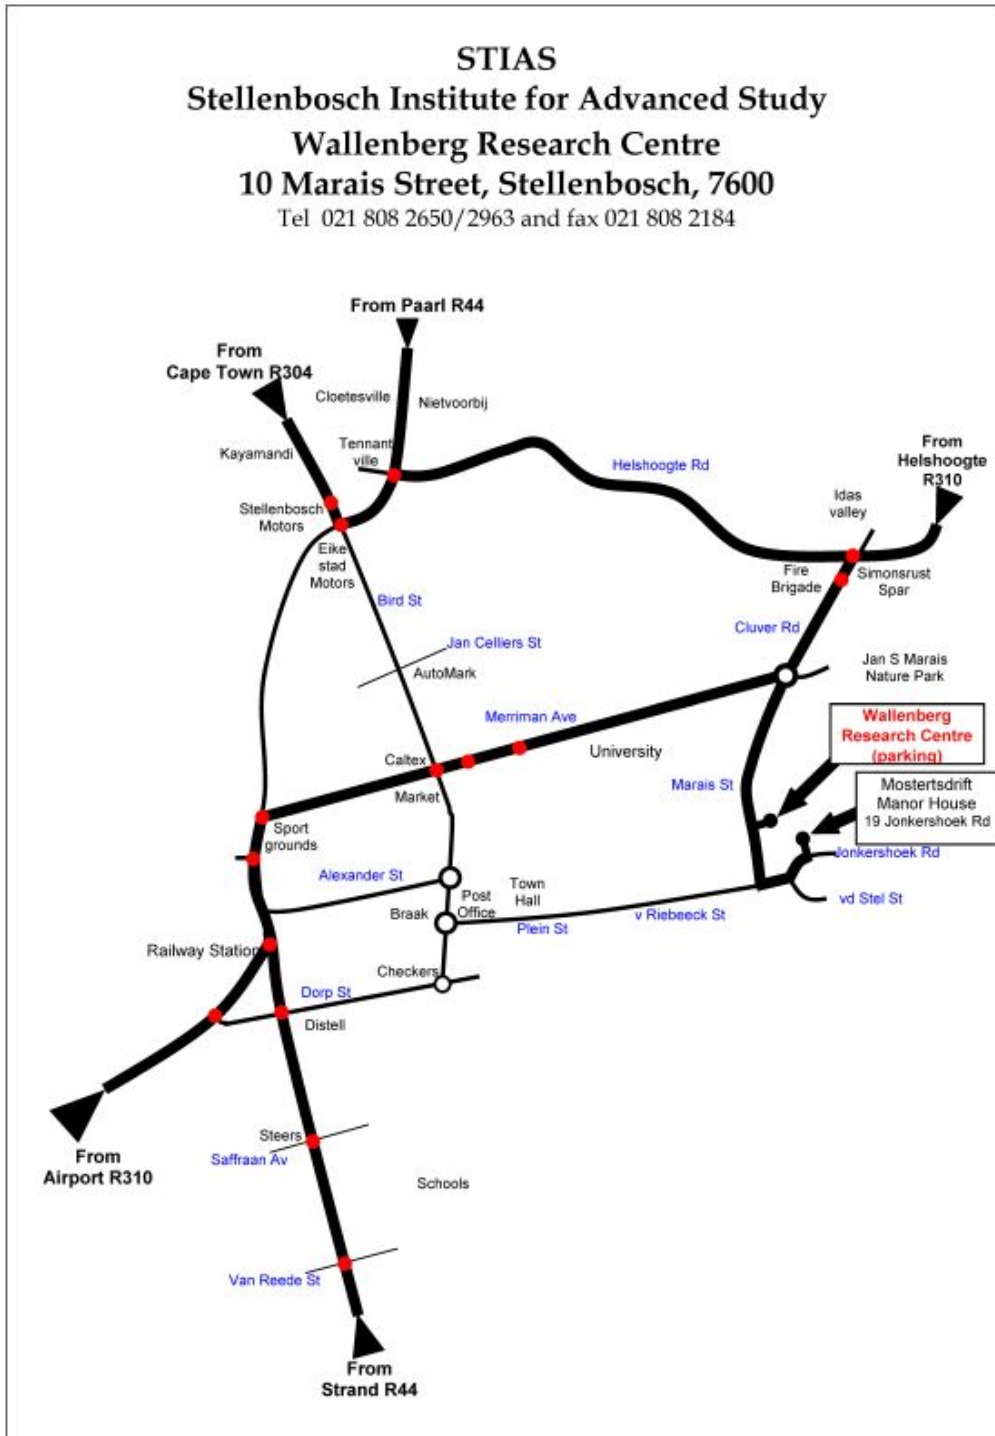 STIAS
Stellenbosch Institute for Advanced Study
Wallenberg Research Centre
10 Marais Street, Stellenbosch, 7600
Tel 021 808 2650/2963 and fax 021 808 2184
From Paarl R44
From
Cape Town R304
Cloetesville
Nietvoorbij
Kayamandi
Tennant
ville
Helshoogte Rd
From
Helshoogte
R310
Idas
valley
Stellenbosch
Motors
Eike
stad
Motors
Fire
Brigade
Simonsrust
Spar
Bird St
Cluver Rd
Jan Celliers St
AutoMark
Jan S Marais
Nature Park
Merriman Ave
University
Wallenberg
Research Centre
(parking)
Caltex
Market
Marais St
Mostertsdrift
Manor House
19 Jonkershoek Rd
Sport
grounds
Jonkershoek Rd
Alexander St
Town
Hall
Post
Office
Braak
vd Stel St
v Riebeeck St
Plein St
Railway Station
Checkers
Dorp St
Distell
Steers
Saffraan Av
From
Airport R310
Schools
Van Reede St
From
Strand R44